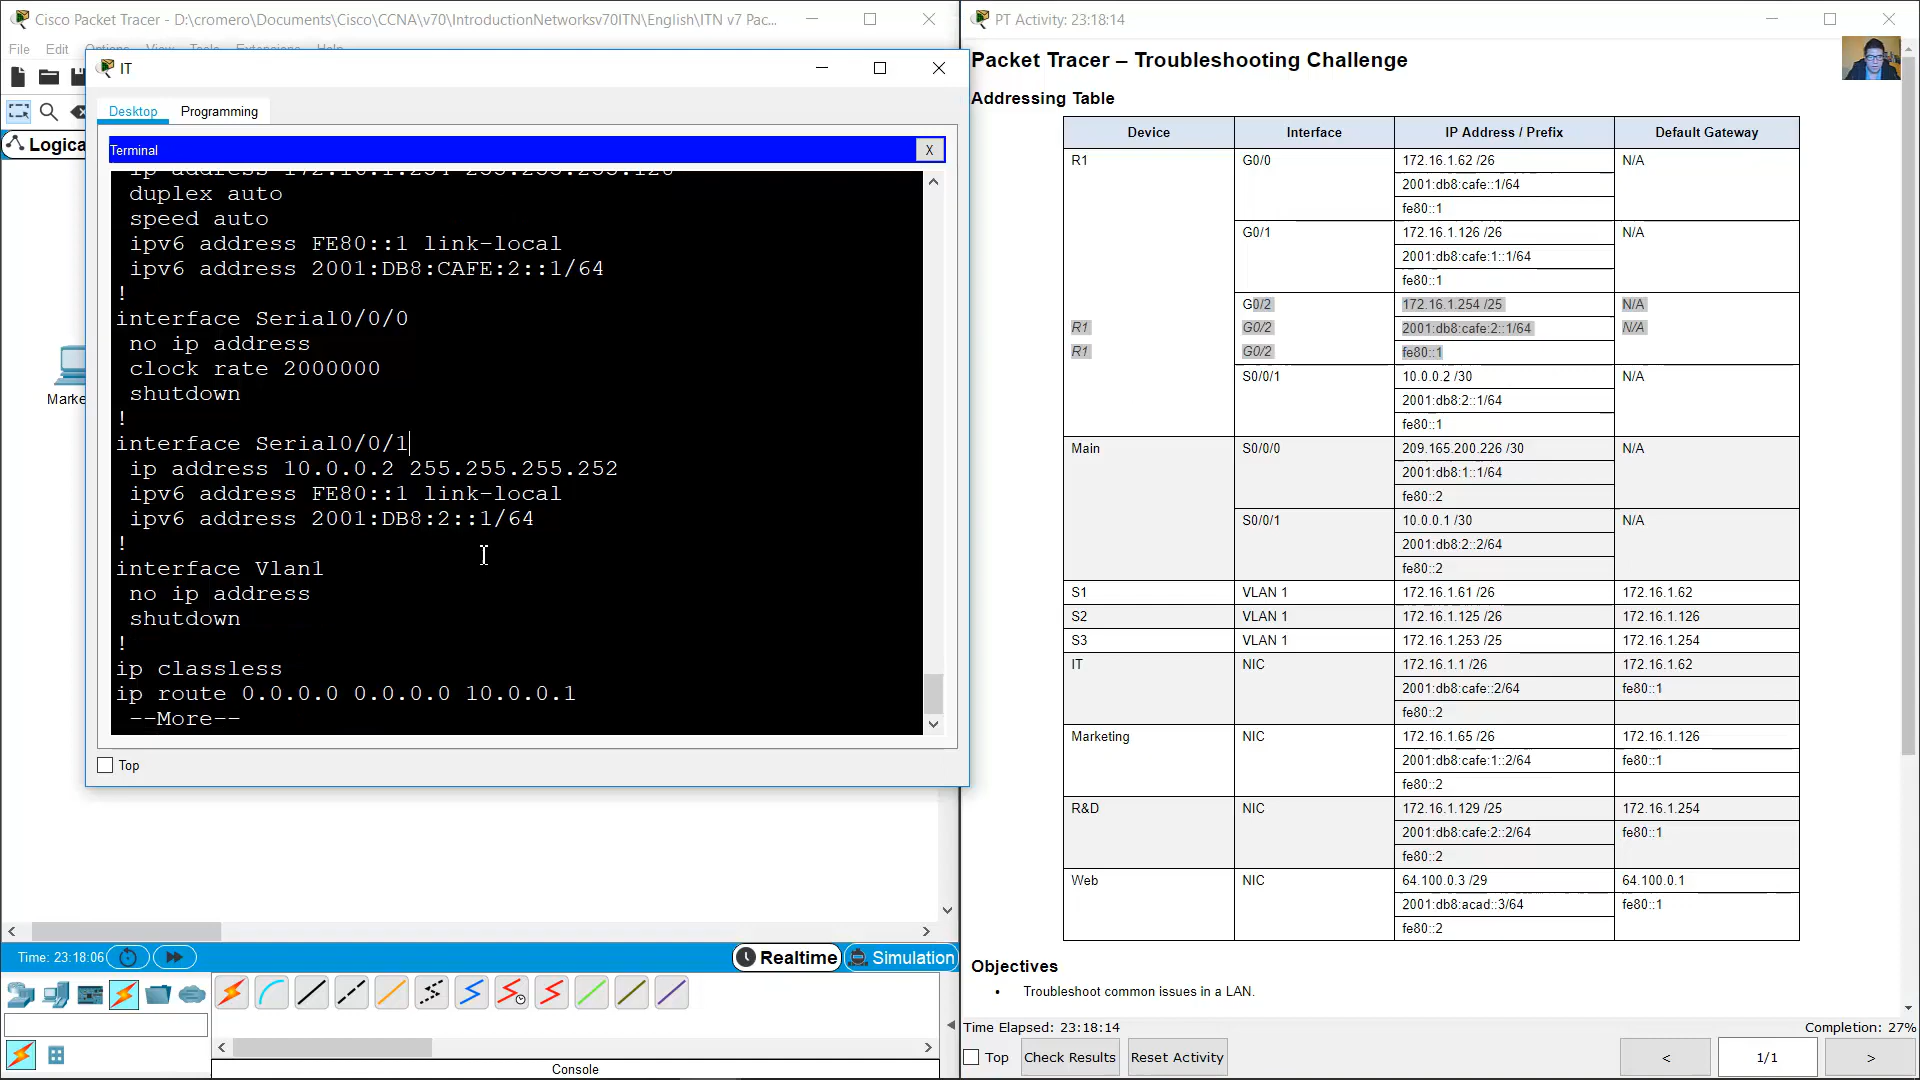 Cisco Packet Tracer - D:\cromero\Documents\Cisco\CCNA\v70\IntroductionNetworksv70ITN\English\ITN v7 Pac...
File Edit Options View Tools Extensions Help
Logica
Marke
IT
Desktop Programming
Terminal X
ip address 172.16.1.254 255.255.255.128
duplex auto
speed auto
ipv6 address FE80::1 link-local
ipv6 address 2001:DB8:CAFE:2::1/64
!
interface Serial0/0/0
no ip address
clock rate 2000000
shutdown
!
interface Serial0/0/1
ip address 10.0.0.2 255.255.255.252
ipv6 address FE80::1 link-local
ipv6 address 2001:DB8:2::1/64
!
interface Vlan1
no ip address
shutdown
!
ip classless
ip route 0.0.0.0 0.0.0.0 10.0.0.1
--More--
Top
Time: 23:18:06
Realtime Simulation
Console
PT Activity: 23:18:14
Packet Tracer – Troubleshooting Challenge
Addressing Table
Device Interface IP Address / Prefix Default Gateway
R1 G0/0 172.16.1.62 /26 N/A
2001:db8:cafe::1/64
fe80::1
G0/1 172.16.1.126 /26 N/A
2001:db8:cafe:1::1/64
fe80::1
G0/2 172.16.1.254 /25 N/A
R1 G0/2 2001:db8:cafe:2::1/64 N/A
R1 G0/2 fe80::1
S0/0/1 10.0.0.2 /30 N/A
2001:db8:2::1/64
fe80::1
Main S0/0/0 209.165.200.226 /30 N/A
2001:db8:1::1/64
fe80::2
S0/0/1 10.0.0.1 /30 N/A
2001:db8:2::2/64
fe80::2
S1 VLAN 1 172.16.1.61 /26 172.16.1.62
S2 VLAN 1 172.16.1.125 /26 172.16.1.126
S3 VLAN 1 172.16.1.253 /25 172.16.1.254
IT NIC 172.16.1.1 /26 172.16.1.62
2001:db8:cafe::2/64 fe80::1
fe80::2
Marketing NIC 172.16.1.65 /26 172.16.1.126
2001:db8:cafe:1::2/64 fe80::1
fe80::2
R&D NIC 172.16.1.129 /25 172.16.1.254
2001:db8:cafe:2::2/64 fe80::1
fe80::2
Web NIC 64.100.0.3 /29 64.100.0.1
2001:db8:acad::3/64 fe80::1
fe80::2
Objectives
• Troubleshoot common issues in a LAN.
Time Elapsed: 23:18:14 Completion: 27%
Top Check Results Reset Activity < 1/1 >